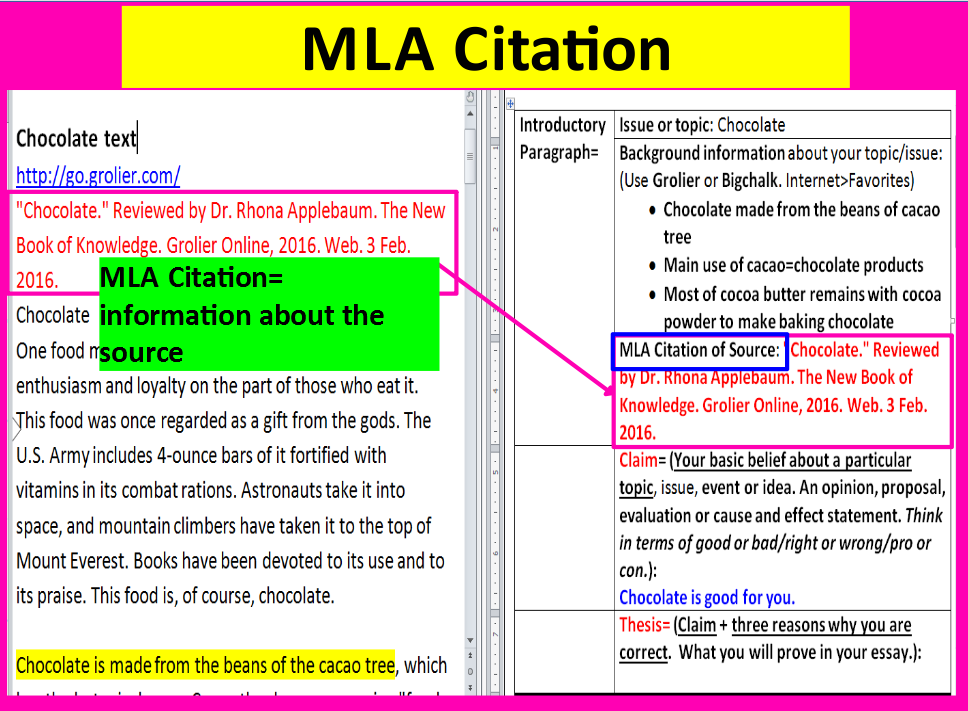 MLA Citation
Chocolate text
http://go.grolier.com/
"Chocolate." Reviewed by Dr. Rhona Applebaum. The New
Book of Knowledge. Grolier Online, 2016. Web. 3 Feb.
2016.
MLA Citation=
information about the
source
Chocolate
One food
enthusiasm and loyalty on the part of those who eat it.
This food was once regarded as a gift from the gods. The
U.S. Army includes 4-ounce bars of it fortified with
vitamins in its combat rations. Astronauts take it into
space, and mountain climbers have taken it to the top of
Mount Everest. Books have been devoted to its use and to
its praise. This food is, of course, chocolate.
Chocolate is made from the beans of the cacao tree, which
Introductory
Paragraph=
Issue or topic: Chocolate
Background information about your topic/issue:
(Use Grolier or Bigchalk. Internet>Favorites)
• Chocolate made from the beans of cacao
tree
• Main use of cacao=chocolate products
• Most of cocoa butter remains with cocoa
powder to make baking chocolate
MLA Citation of Source: "Chocolate." Reviewed
by Dr. Rhona Applebaum. The New Book of
Knowledge. Grolier Online, 2016. Web. 3 Feb.
2016.
Claim= (Your basic belief about a particular
topic, issue, event or idea. An opinion, proposal,
evaluation or cause and effect statement. Think
in terms of good or bad/right or wrong/pro or
con.):
Chocolate is good for you.
Thesis= (Claim + three reasons why you are
correct. What you will prove in your essay.):